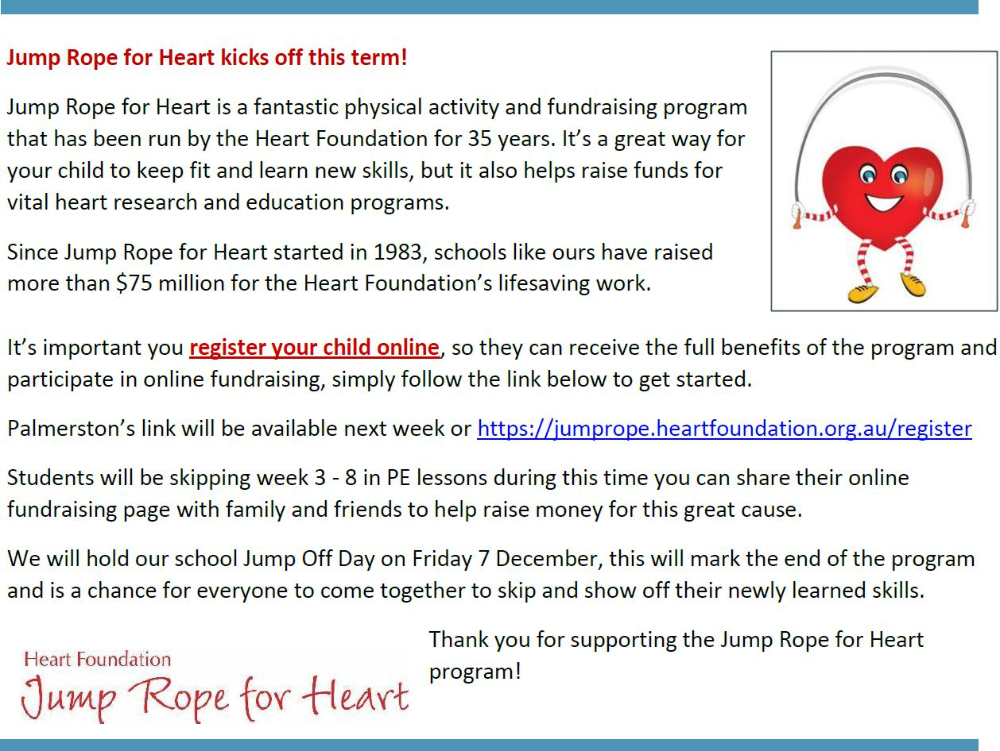 Jump Rope for Heart kicks off this term!
Jump Rope for Heart is a fantastic physical activity and fundraising program
that has been run by the Heart Foundation for 35 years. It’s a great way for
your child to keep fit and learn new skills, but it also helps raise funds for
vital heart research and education programs.
Since Jump Rope for Heart started in 1983, schools like ours have raised
more than $75 million for the Heart Foundation’s lifesaving work.
It’s important you register your child online, so they can receive the full benefits of the program and
participate in online fundraising, simply follow the link below to get started.
Palmerston’s link will be available next week or https://jumprope.heartfoundation.org.au/register
Students will be skipping week 3 - 8 in PE lessons during this time you can share their online
fundraising page with family and friends to help raise money for this great cause.
We will hold our school Jump Off Day on Friday 7 December, this will mark the end of the program
and is a chance for everyone to come together to skip and show off their newly learned skills.
Thank you for supporting the Jump Rope for Heart
program!
Heart Foundation
Jump Rope for Heart